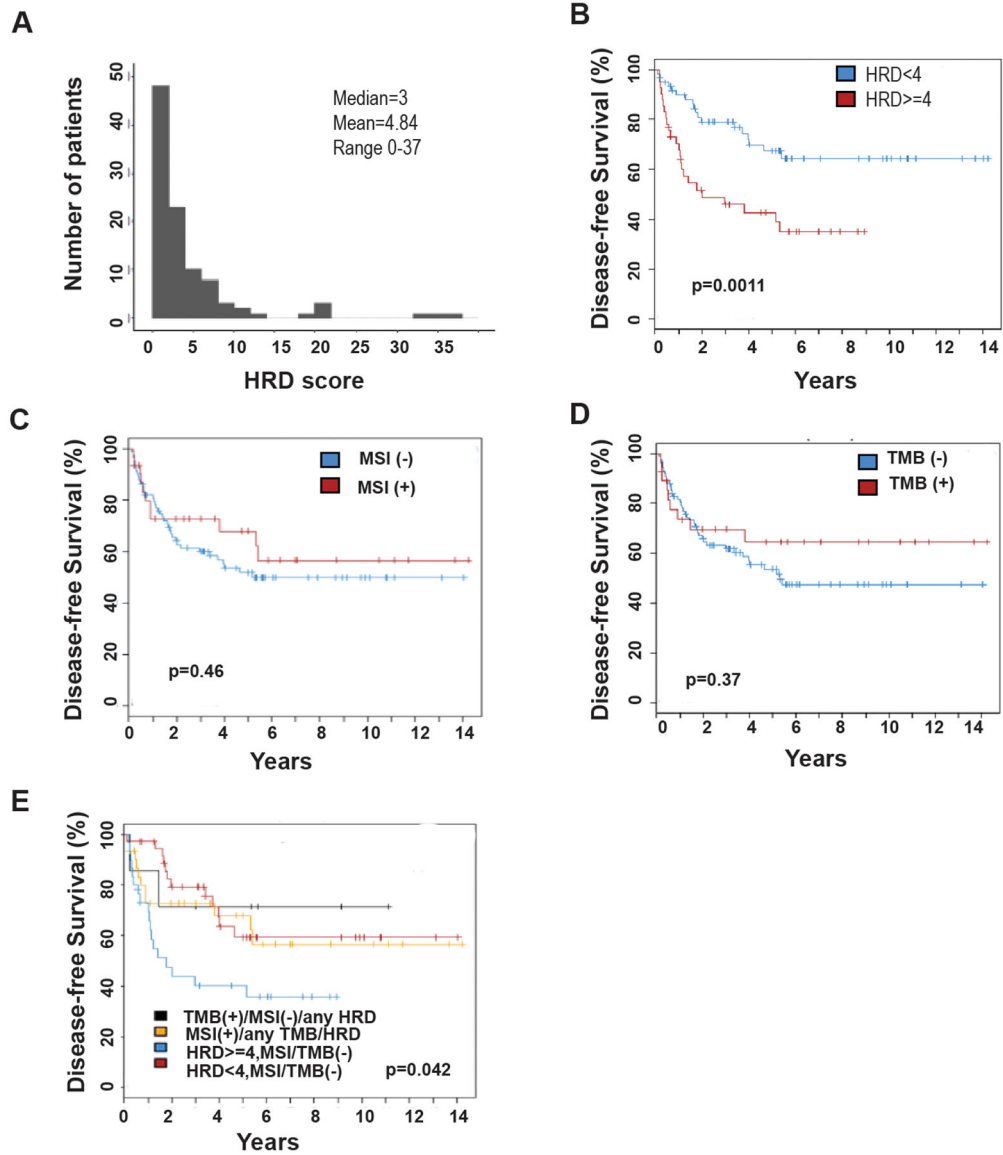 A
50
40
30
20
10
0
Number of patients
Median=3
Mean=4.84
Range 0-37
0 5 10 15 20 25 30 35
HRD score
B
100
80
60
40
20
0
Disease-free Survival (%)
HRD<4
HRD>=4
p=0.0011
0 2 4 6 8 10 12 14
Years
C
100
80
60
40
20
0
Disease-free Survival (%)
MSI (-)
MSI (+)
p=0.46
0 2 4 6 8 10 12 14
Years
D
100
80
60
40
20
0
Disease-free Survival (%)
TMB (-)
TMB (+)
p=0.37
0 2 4 6 8 10 12 14
Years
E
100
80
60
40
20
0
Disease-free Survival (%)
TMB(+)/MSI(-)/any HRD
MSI(+)/any TMB/HRD
HRD>=4,MSI/TMB(-)
HRD<4,MSI/TMB(-)
p=0.042
0 2 4 6 8 10 12 14
Years